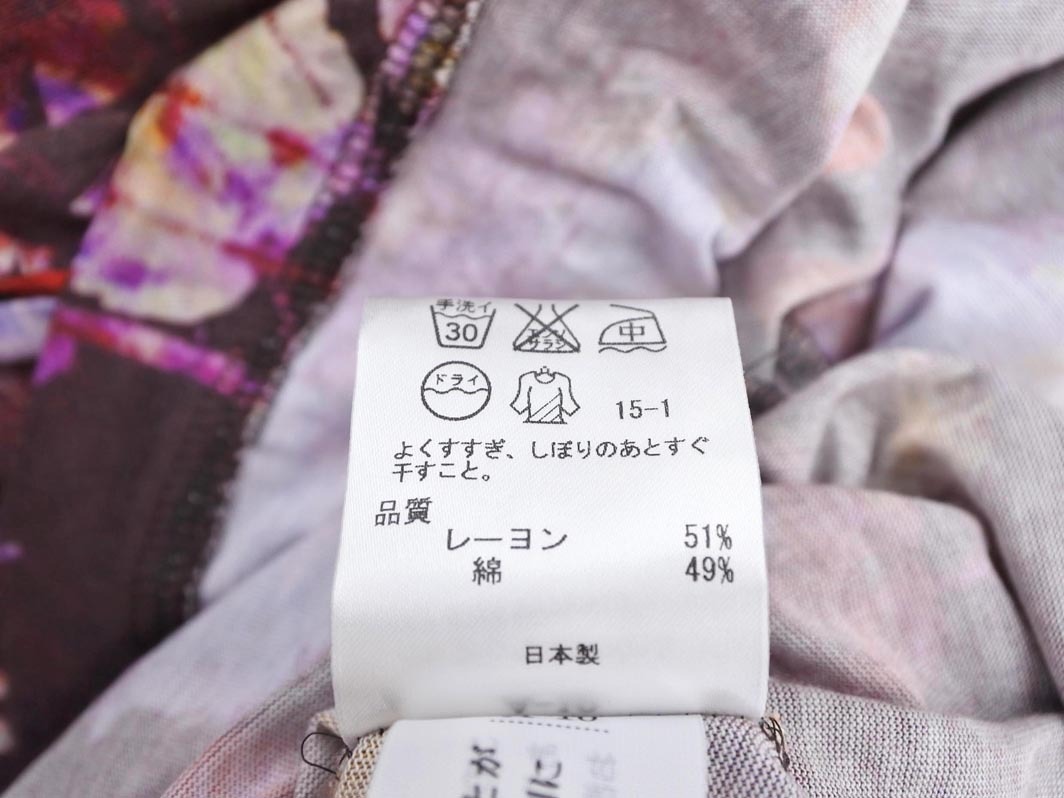 手洗イ
30
エンソ
サラシ
中
ドライ
15-1
よくすすぎ、しぼりのあとすぐ
干すこと。
品質
レーヨン 51%
綿 49%
日本製